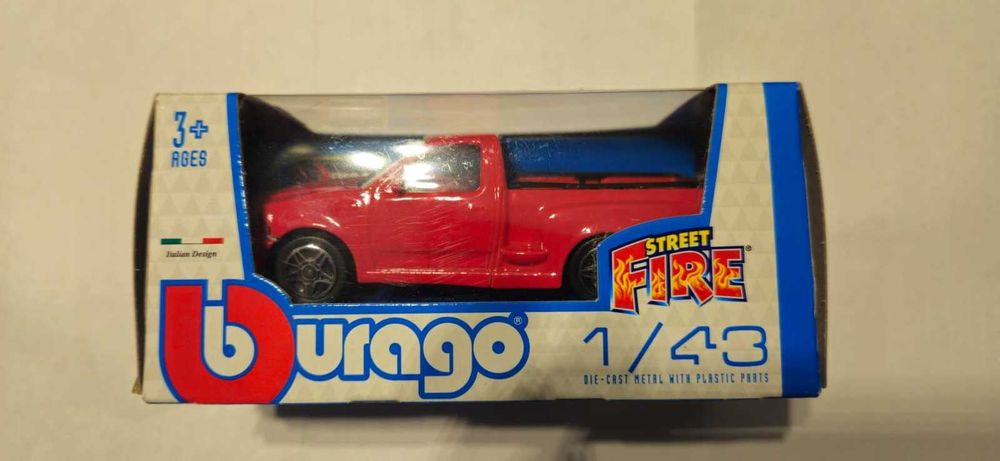 3+
AGES
Italian Design
STREET
FIRE®
burago®
1/43
DIE-CAST METAL WITH PLASTIC PARTS